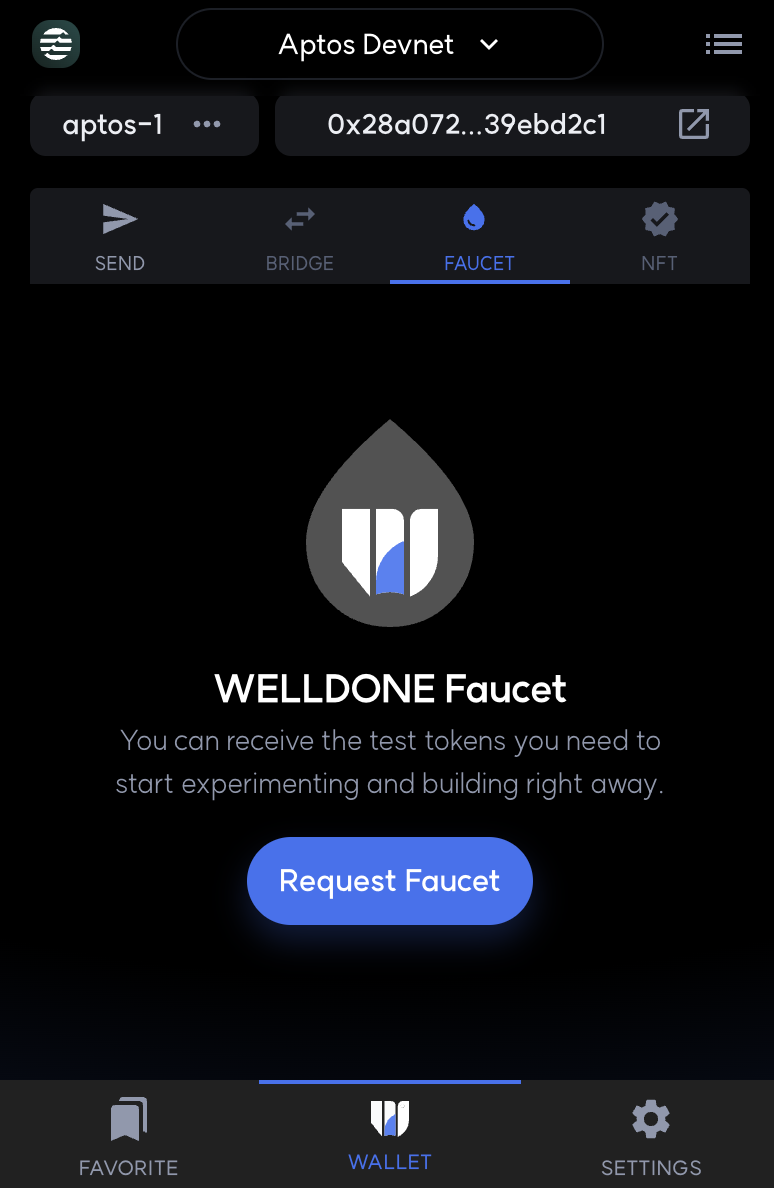 Aptos Devnet
aptos-1 ...
0x28a072...39ebd2c1
SEND
BRIDGE
FAUCET
NFT
WELLDONE Faucet
You can receive the test tokens you need to
start experimenting and building right away.
Request Faucet
FAVORITE
WALLET
SETTINGS